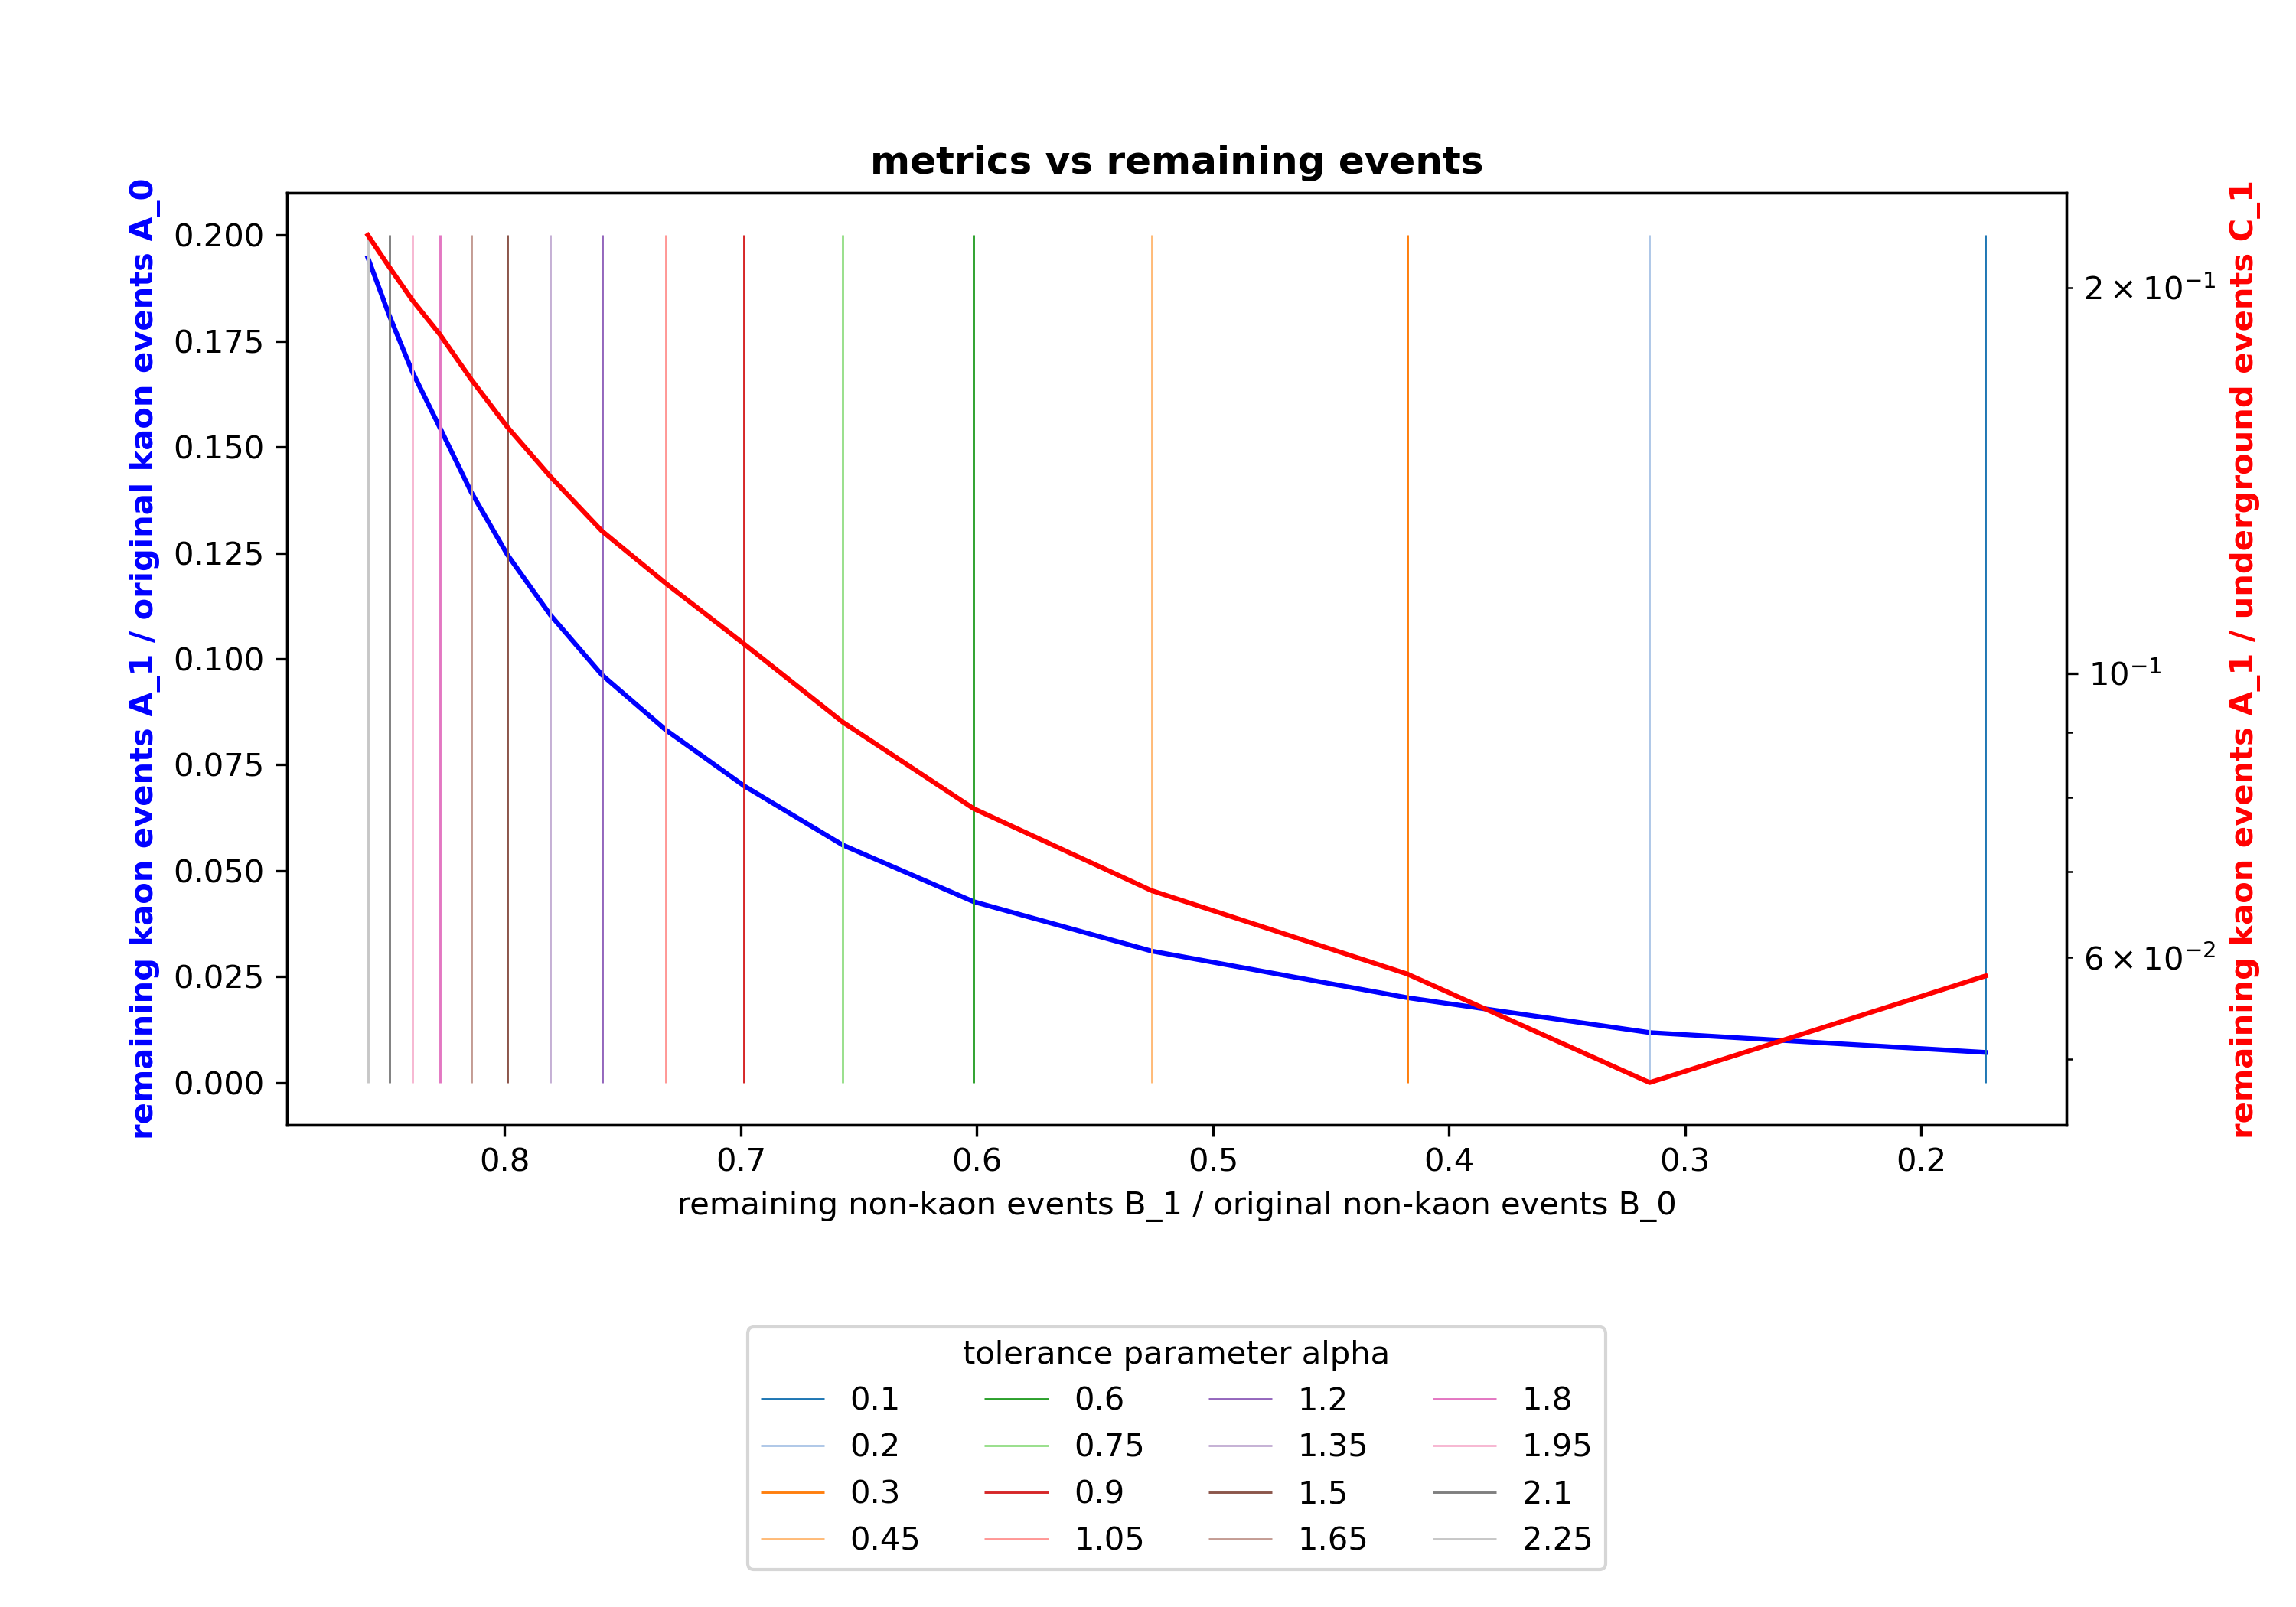 metrics vs remaining events
remaining kaon events A_1 / original kaon events A_0
0.200
0.175
0.150
0.125
0.100
0.075
0.050
0.025
0.000
2 × 10⁻¹
10⁻¹
6 × 10⁻²
remaining kaon events A_1 / underground events C_1
0.8 0.7 0.6 0.5 0.4 0.3 0.2
remaining non-kaon events B_1 / original non-kaon events B_0
tolerance parameter alpha
0.1 0.6 1.2 1.8
0.2 0.75 1.35 1.95
0.3 0.9 1.5 2.1
0.45 1.05 1.65 2.25